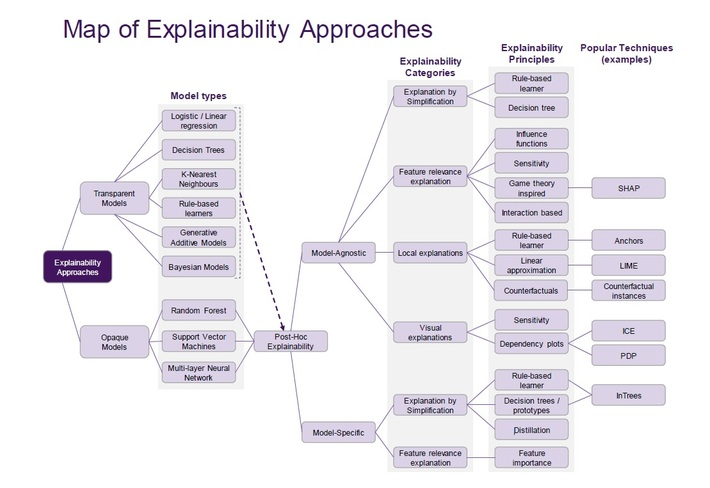 Map of Explainability Approaches
Explainability
Categories
Explainability
Principles
Popular Techniques
(examples)
Model types
Logistic / Linear
regression
Decision Trees
K-Nearest
Neighbours
Rule-based
learners
Generative
Additive Models
Bayesian Models
Transparent
Models
Explainability
Approaches
Opaque
Models
Random Forest
Support Vector
Machines
Multi-layer Neural
Network
Post-Hoc
Explainability
Model-Agnostic
Model-Specific
Explanation by
Simplification
Rule-based
learner
Decision tree
Feature relevance
explanation
Influence
functions
Sensitivity
Game theory
inspired
SHAP
Interaction based
Local explanations
Rule-based
learner
Anchors
Linear
approximation
LIME
Counterfactuals
Counterfactual
instances
Visual
explanations
Sensitivity
Dependency plots
ICE
PDP
Explanation by
Simplification
Rule-based
learner
Decision trees /
prototypes
InTrees
Distillation
Feature relevance
explanation
Feature
importance